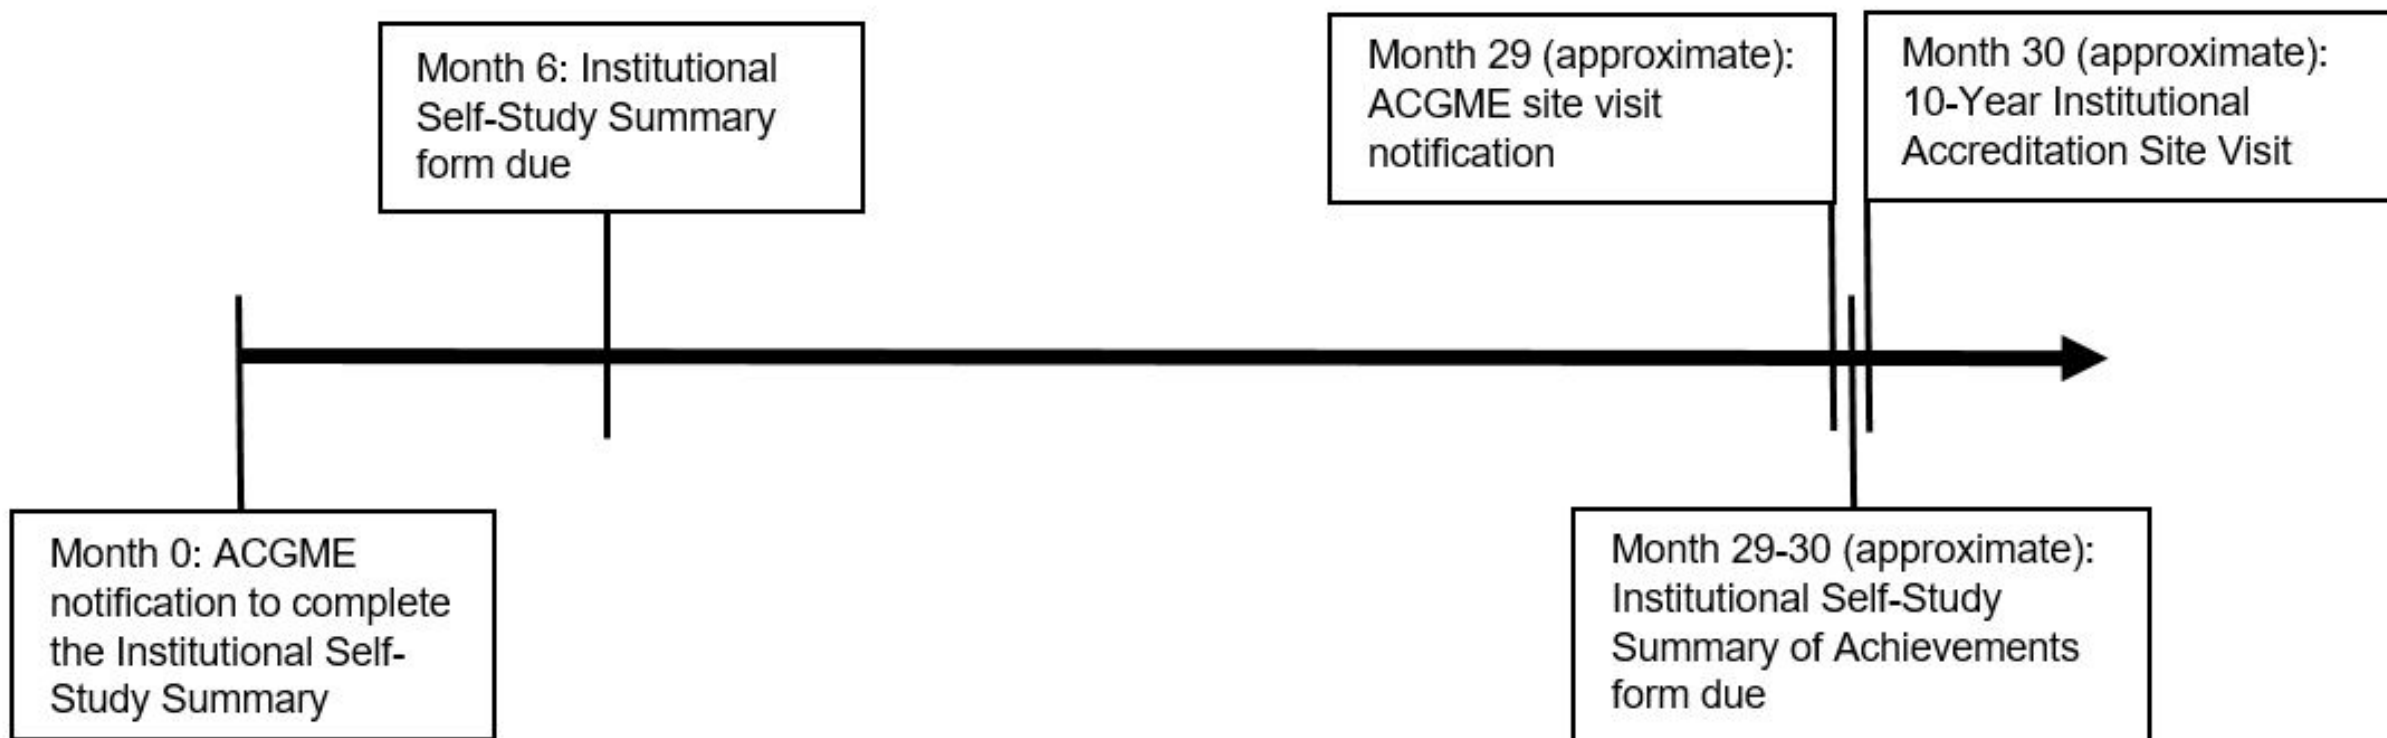 Month 6: Institutional
Self-Study Summary
form due
Month 29 (approximate):
ACGME site visit
notification
Month 30 (approximate):
10-Year Institutional
Accreditation Site Visit
Month 0: ACGME
notification to complete
the Institutional Self-
Study Summary
Month 29-30 (approximate):
Institutional Self-Study
Summary of Achievements
form due